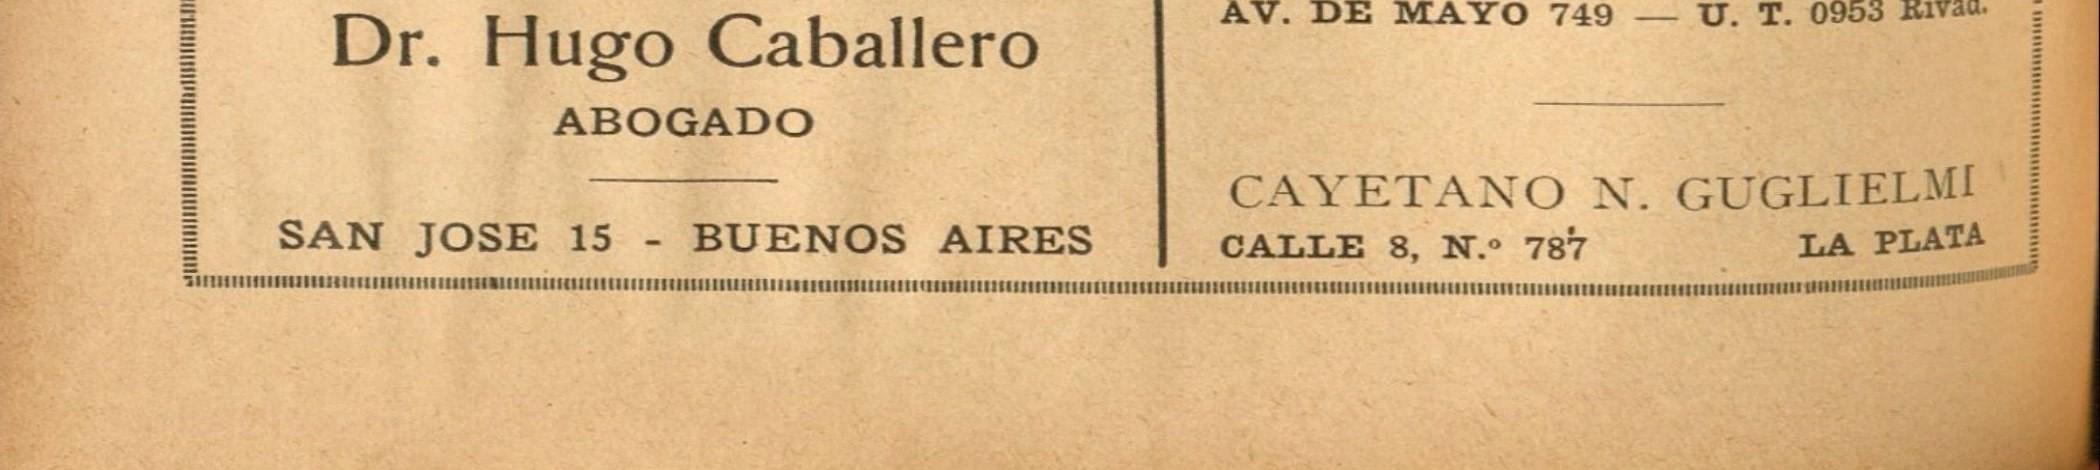 Dr. Hugo Caballero
ABOGADO
SAN JOSE 15 - BUENOS AIRES
AV. DE MAYO 749 — U. T. 0953 Rivad.
CAYETANO N. GUGLIELMI
CALLE 8, N.º 787 LA PLATA